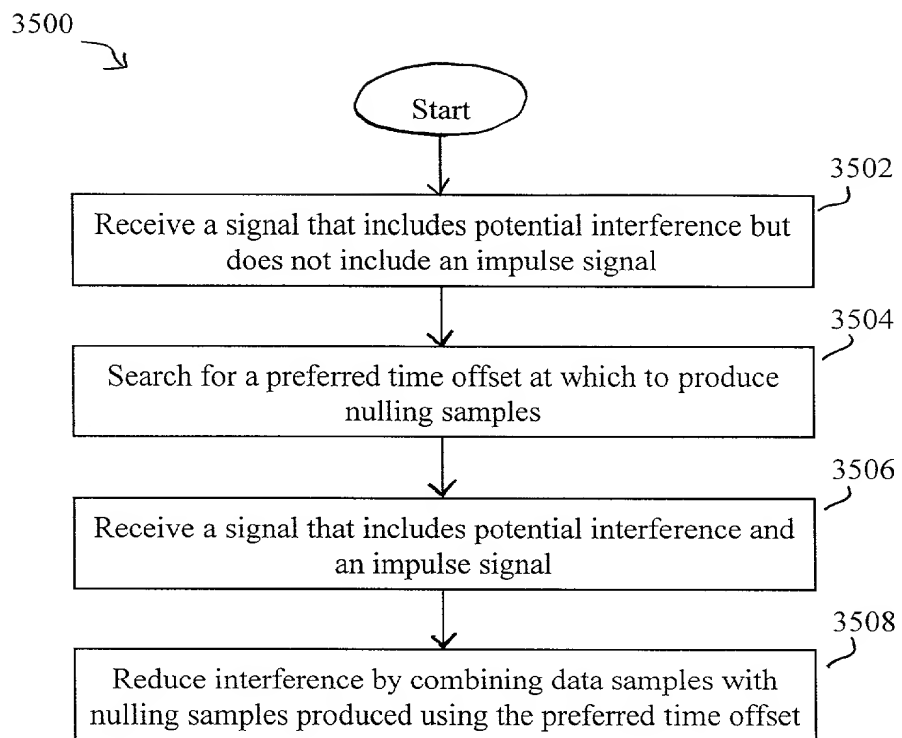 3500
Start
3502
Receive a signal that includes potential interference but
does not include an impulse signal
3504
Search for a preferred time offset at which to produce
nulling samples
3506
Receive a signal that includes potential interference and
an impulse signal
3508
Reduce interference by combining data samples with
nulling samples produced using the preferred time offset